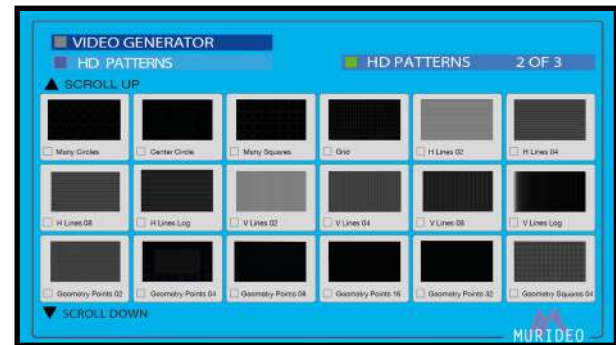 VIDEO GENERATOR
HD PATTERNS
HD PATTERNS 2 OF 3
SCROLL UP
Many Circles
Center Circle
Many Squares
Grid
H Lines 02
H Lines 04
H Lines 08
H Lines Log
V Lines 02
V Lines 04
V Lines 08
V Lines Log
Geometry Points 02
Geometry Points 04
Geometry Points 08
Geometry Points 16
Geometry Points 32
Geometry Squares 04
SCROLL DOWN
MURIDEO